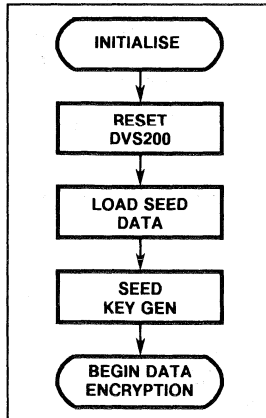 INITIALISE
RESET
DVS200
LOAD SEED
DATA
SEED
KEY GEN
BEGIN DATA
ENCRYPTION